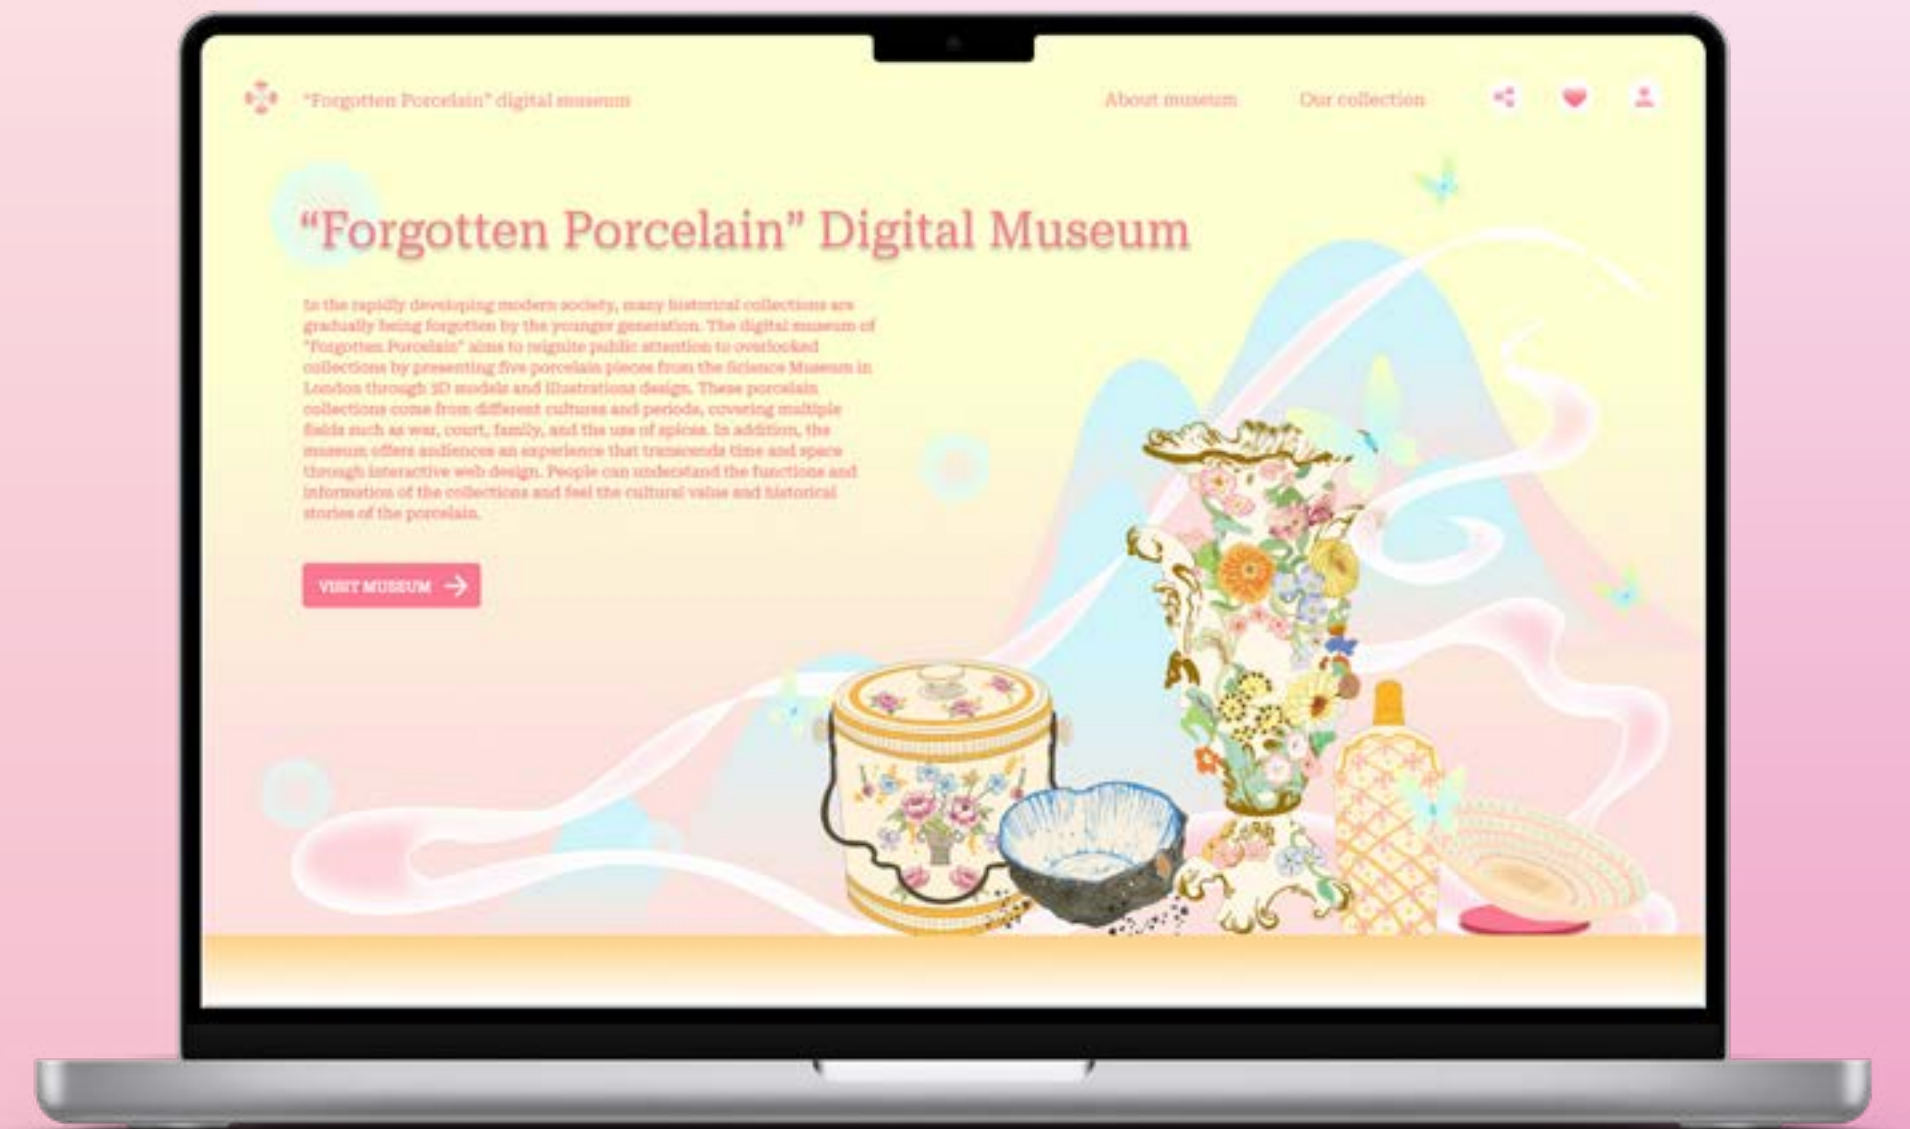 “Forgotten Porcelain” digital museum
About museum
Our collection
“Forgotten Porcelain” Digital Museum
In the rapidly developing modern society, many historical collections are
gradually being forgotten by the younger generation. The digital museum of
“Forgotten Porcelain” aims to reignite public attention to overlooked
collections by presenting five porcelain pieces from the Science Museum in
London through 3D models and illustrations design. These porcelain
collections come from different cultures and periods, covering multiple
fields such as war, court, family, and the use of spices. In addition, the
museum offers audiences an experience that transcends time and space
through interactive web design. People can understand the functions and
information of the collections and feel the cultural value and historical
stories of the porcelain.
VISIT MUSEUM